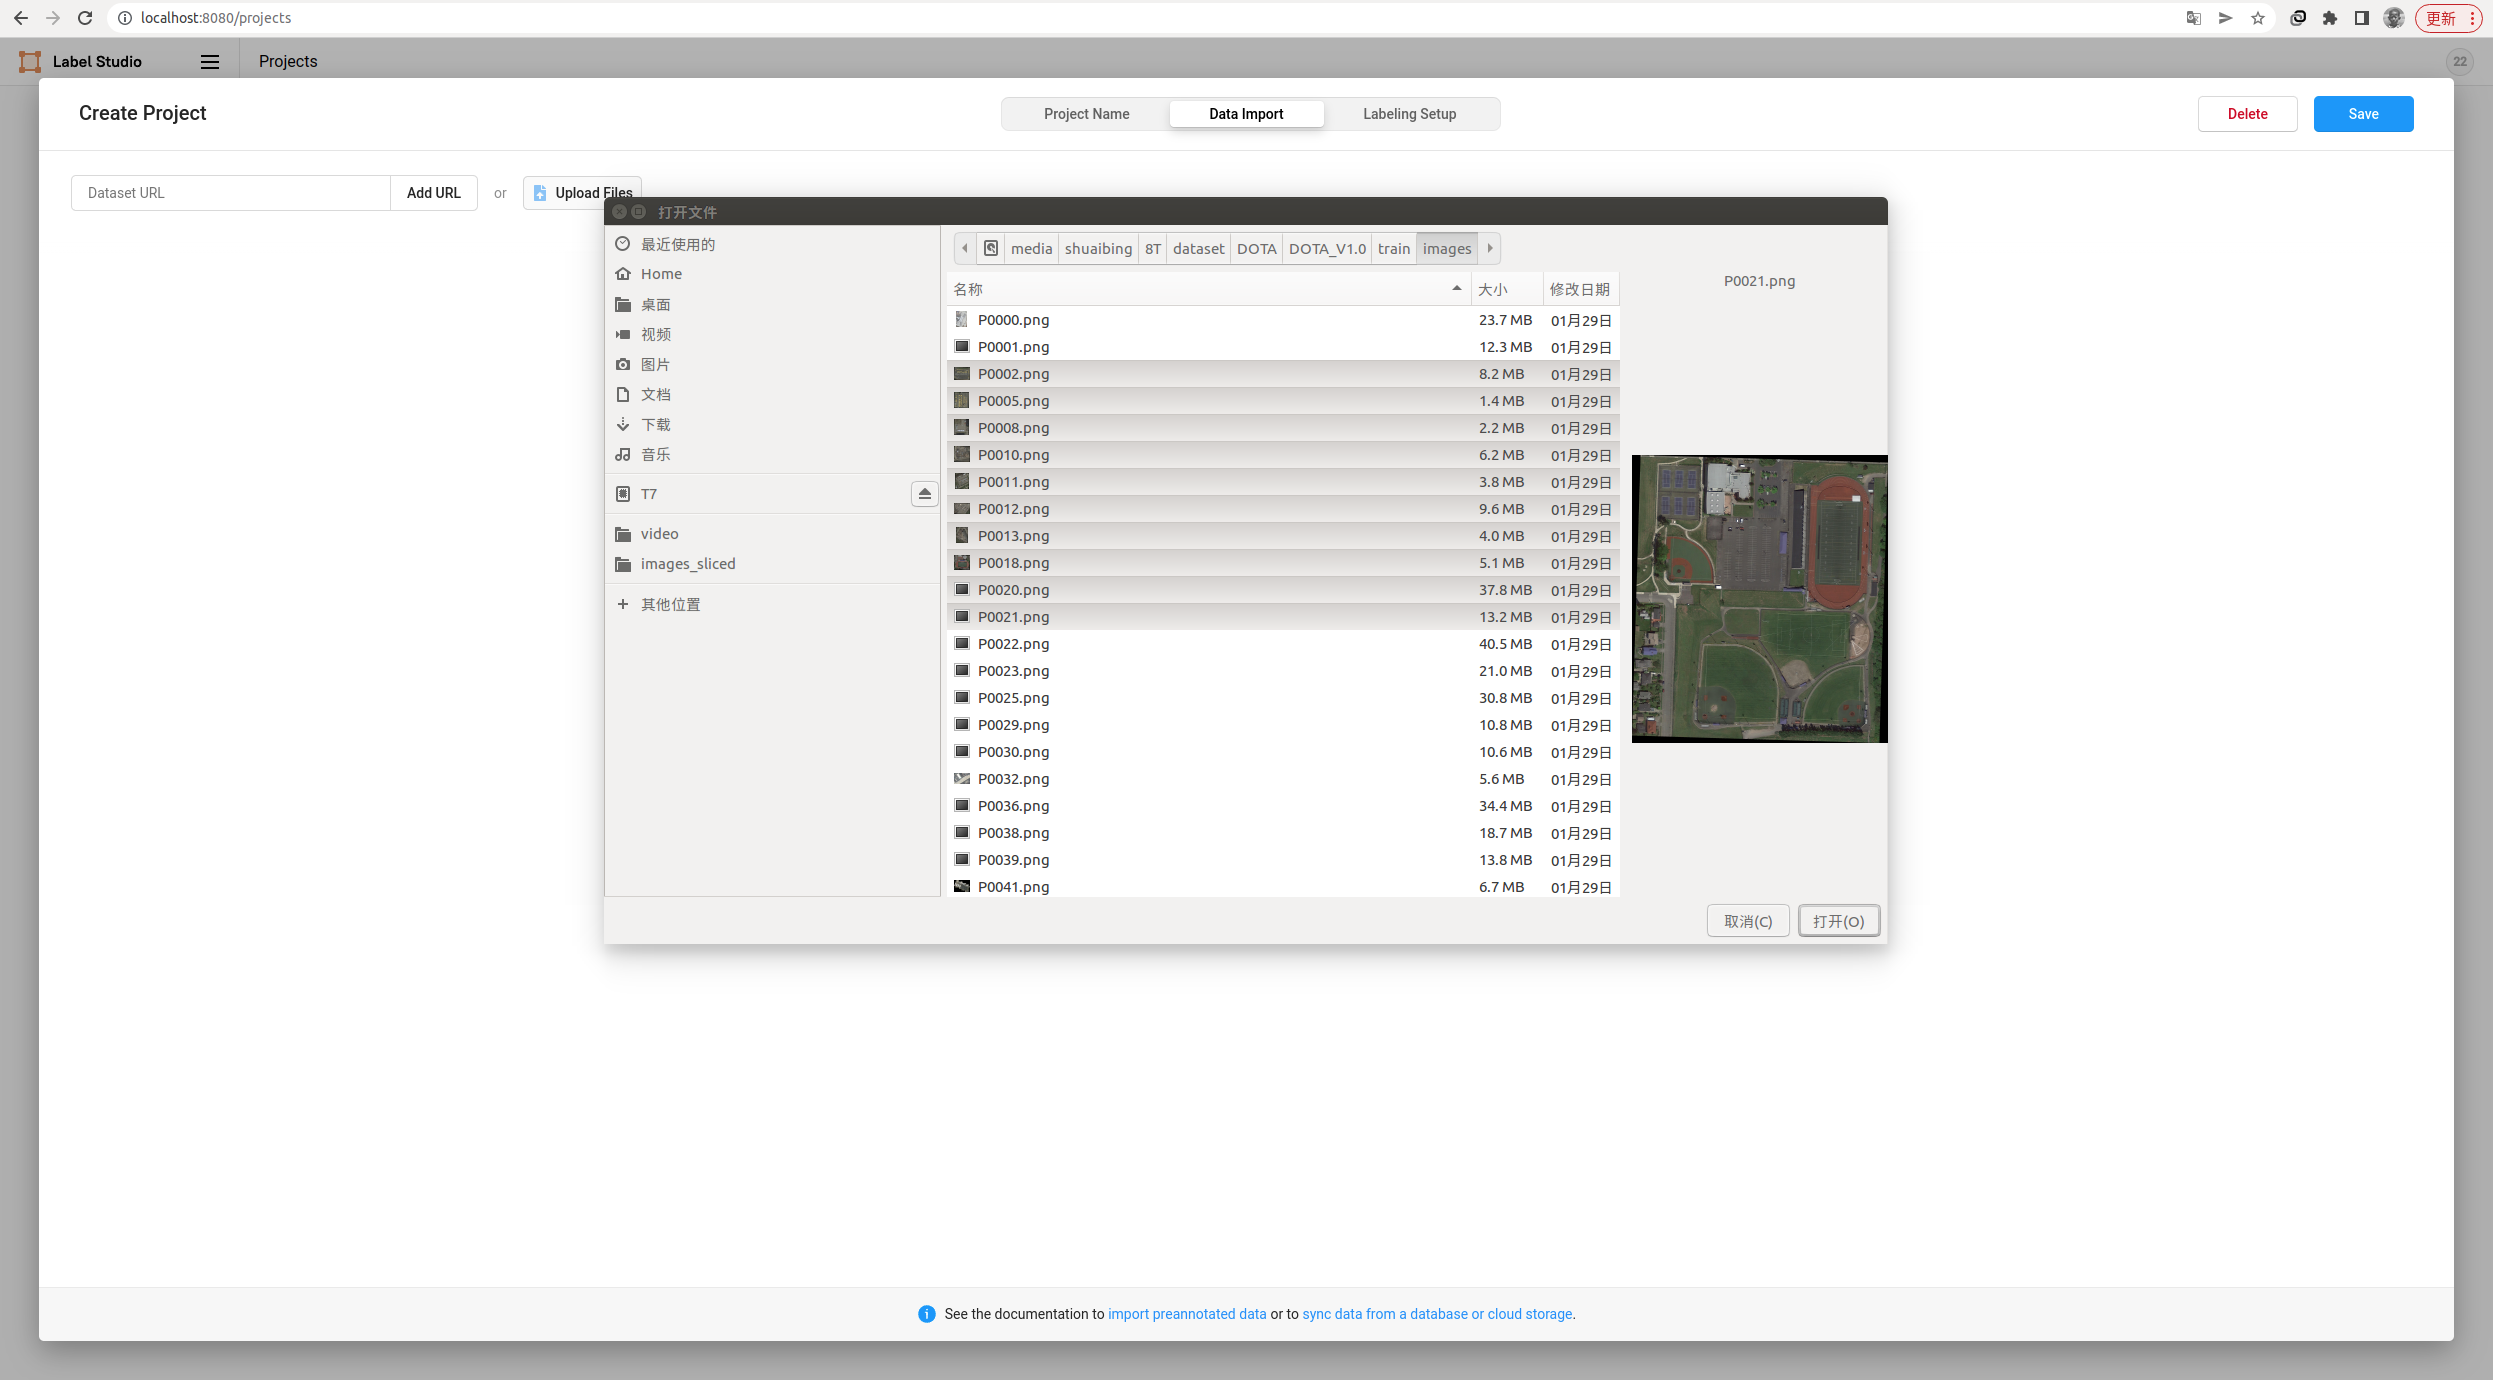 localhost:8080/projects
更新
Label Studio
Projects
22
Create Project
Project Name
Data Import
Labeling Setup
Delete
Save
Dataset URL
Add URL
or
Upload Files
打开文件
最近使用的
Home
桌面
视频
图片
文档
下载
音乐
T7
video
images_sliced
其他位置
media
shuaibing
8T
dataset
DOTA
DOTA_V1.0
train
images
名称 大小 修改日期
P0000.png 23.7 MB 01月29日
P0001.png 12.3 MB 01月29日
P0002.png 8.2 MB 01月29日
P0005.png 1.4 MB 01月29日
P0008.png 2.2 MB 01月29日
P0010.png 6.2 MB 01月29日
P0011.png 3.8 MB 01月29日
P0012.png 9.6 MB 01月29日
P0013.png 4.0 MB 01月29日
P0018.png 5.1 MB 01月29日
P0020.png 37.8 MB 01月29日
P0021.png 13.2 MB 01月29日
P0022.png 40.5 MB 01月29日
P0023.png 21.0 MB 01月29日
P0025.png 30.8 MB 01月29日
P0029.png 10.8 MB 01月29日
P0030.png 10.6 MB 01月29日
P0032.png 5.6 MB 01月29日
P0036.png 34.4 MB 01月29日
P0038.png 18.7 MB 01月29日
P0039.png 13.8 MB 01月29日
P0041.png 6.7 MB 01月29日
P0021.png
取消(C)
打开(O)
See the documentation to import preannotated data or to sync data from a database or cloud storage.